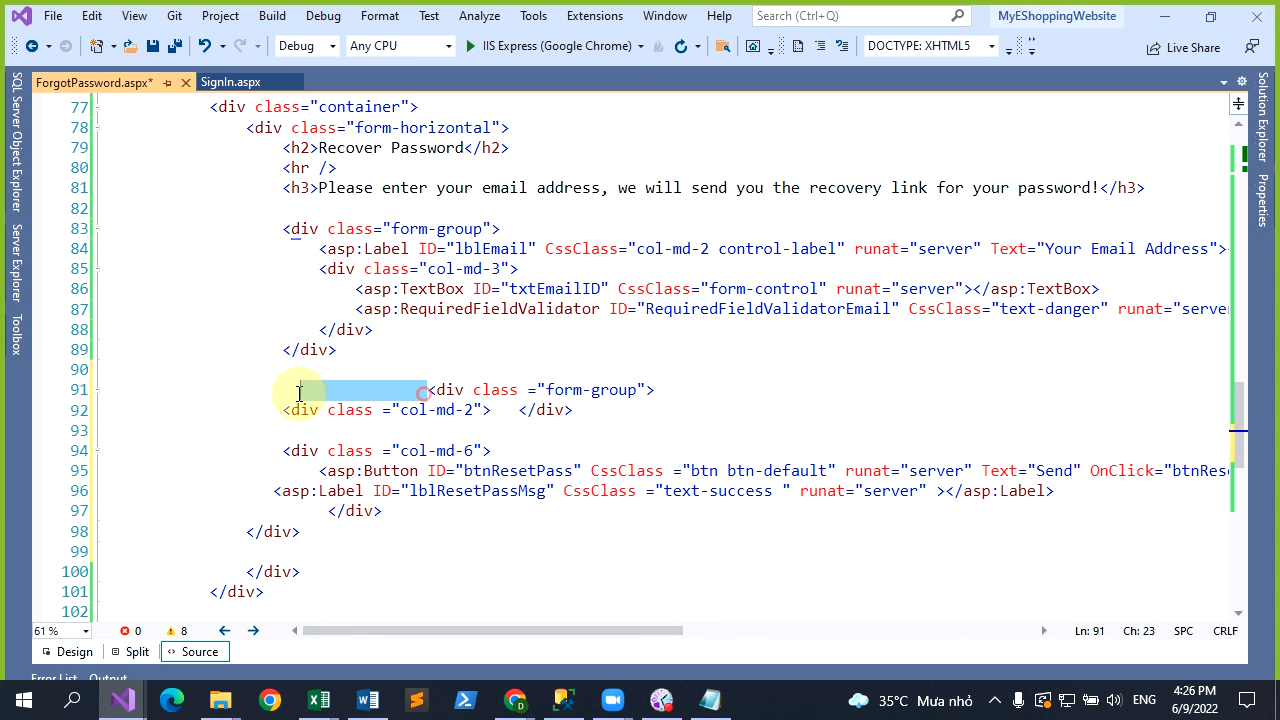 File Edit View Git Project Build Debug Format Test Analyze Tools Extensions Window Help Search (Ctrl+Q) MyEShoppingWebsite
Debug Any CPU IIS Express (Google Chrome) DOCTYPE: XHTML5 Live Share
ForgotPassword.aspx* SignIn.aspx
SQL Server Object Explorer
Server Explorer
Toolbox
Solution Explorer
Properties
77 <div class="container">
78 <div class="form-horizontal">
79 <h2>Recover Password</h2>
80 <hr />
81 <h3>Please enter your email address, we will send you the recovery link for your password!</h3>
82
83 <div class="form-group">
84 <asp:Label ID="lblEmail" CssClass="col-md-2 control-label" runat="server" Text="Your Email Address"><
85 <div class="col-md-3">
86 <asp:TextBox ID="txtEmailID" CssClass="form-control" runat="server"></asp:TextBox>
87 <asp:RequiredFieldValidator ID="RequiredFieldValidatorEmail" CssClass="text-danger" runat="serve
88 </div>
89 </div>
90
91 <div class ="form-group">
92 <div class ="col-md-2"> </div>
93
94 <div class ="col-md-6">
95 <asp:Button ID="btnResetPass" CssClass ="btn btn-default" runat="server" Text="Send" OnClick="btnRes
96 <asp:Label ID="lblResetPassMsg" CssClass ="text-success " runat="server" ></asp:Label>
97 </div>
98 </div>
99
100 </div>
101 </div>
102
61 % 0 8 Ln: 91 Ch: 23 SPC CRLF
Design Split Source
Error List Output
35°C Mưa nhỏ ENG 4:26 PM
6/9/2022